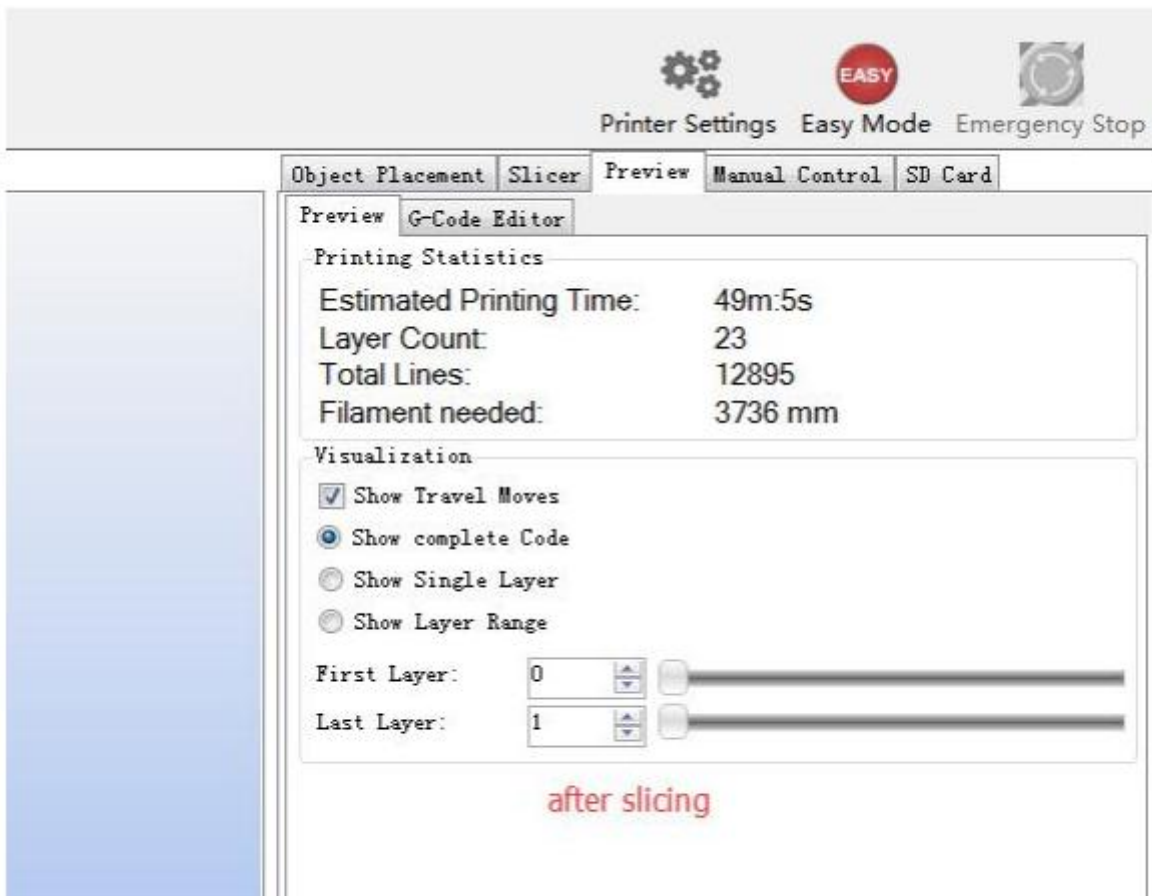 EASY
Printer Settings Easy Mode Emergency Stop
Object Placement Slicer Preview Manual Control SD Card
Preview G-Code Editor
Printing Statistics
Estimated Printing Time: 49m:5s
Layer Count: 23
Total Lines: 12895
Filament needed: 3736 mm
Visualization
Show Travel Moves
Show complete Code
Show Single Layer
Show Layer Range
First Layer: 0
Last Layer: 1
after slicing